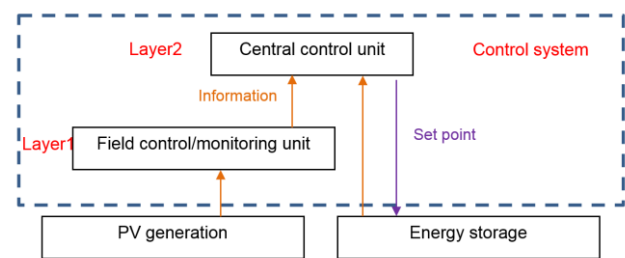 Layer2
Central control unit
Control system
Information
Set point
Layer1
Field control/monitoring unit
PV generation
Energy storage